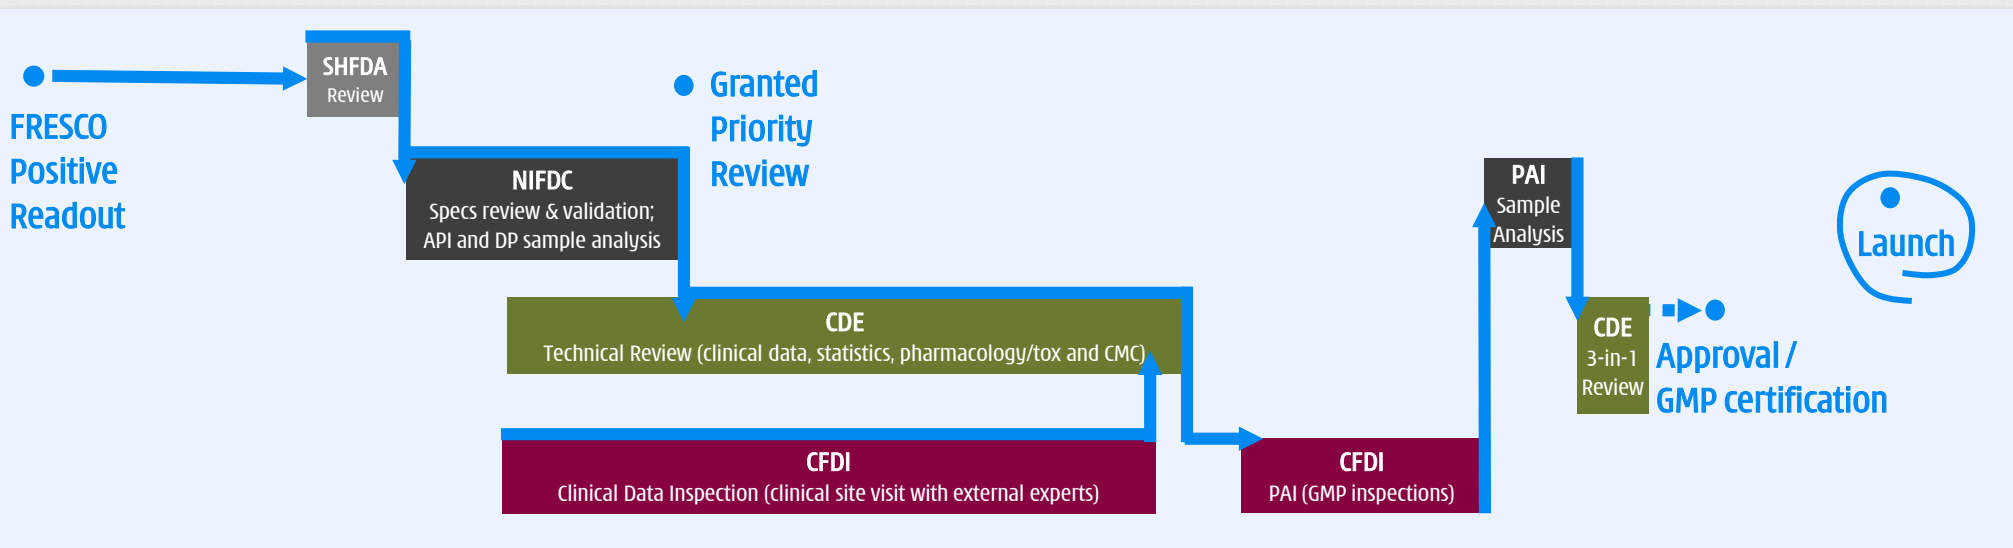 SHFDA
Review
FRESCO
Positive
Readout
Granted
Priority
Review
NIFDC
Specs review & validation;
API and DP sample analysis
CDE
Technical Review (clinical data, statistics, pharmacology/tox and CMC)
CFDI
Clinical Data Inspection (clinical site visit with external experts)
CFDI
PAI (GMP inspections)
PAI
Sample
Analysis
CDE
3-in-1
Review
Approval /
GMP certification
Launch